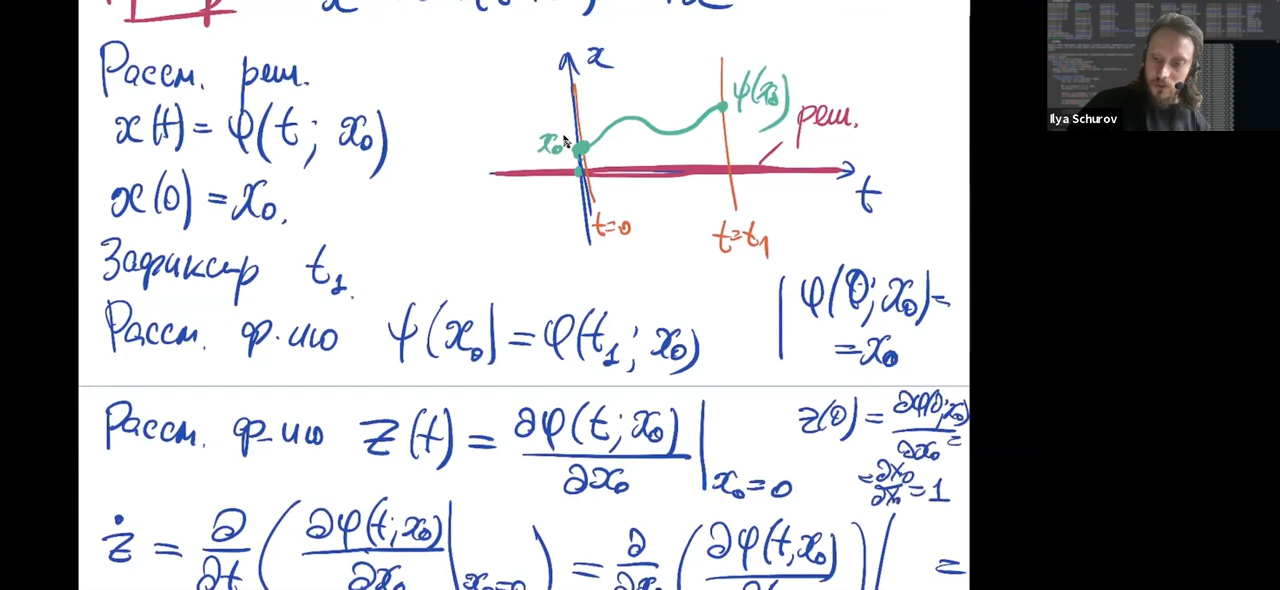 Рассм. реш.
x(t) = φ(t; x₀)
x(0) = x₀.
Зафиксир t₁.
Рассм. ф-ию ψ(x₀) = φ(t₁; x₀)
x
ψ(x₀)
реш.
x₀
t
t=0
t=t₁
φ(0; x₀) =
= x₀
Рассм. ф-ию z(t) = ∂φ(t; x₀)/∂x₀ |x₀=0
z(0) = ∂φ(0; x₀)/∂x₀ =
= ∂x₀/∂x₀ = 1
ż = ∂/∂t (∂φ(t; x₀)/∂x₀ |x₀=0) = ∂/∂x₀ (∂φ(t, x₀)/∂t) | =
Ilya Schurov